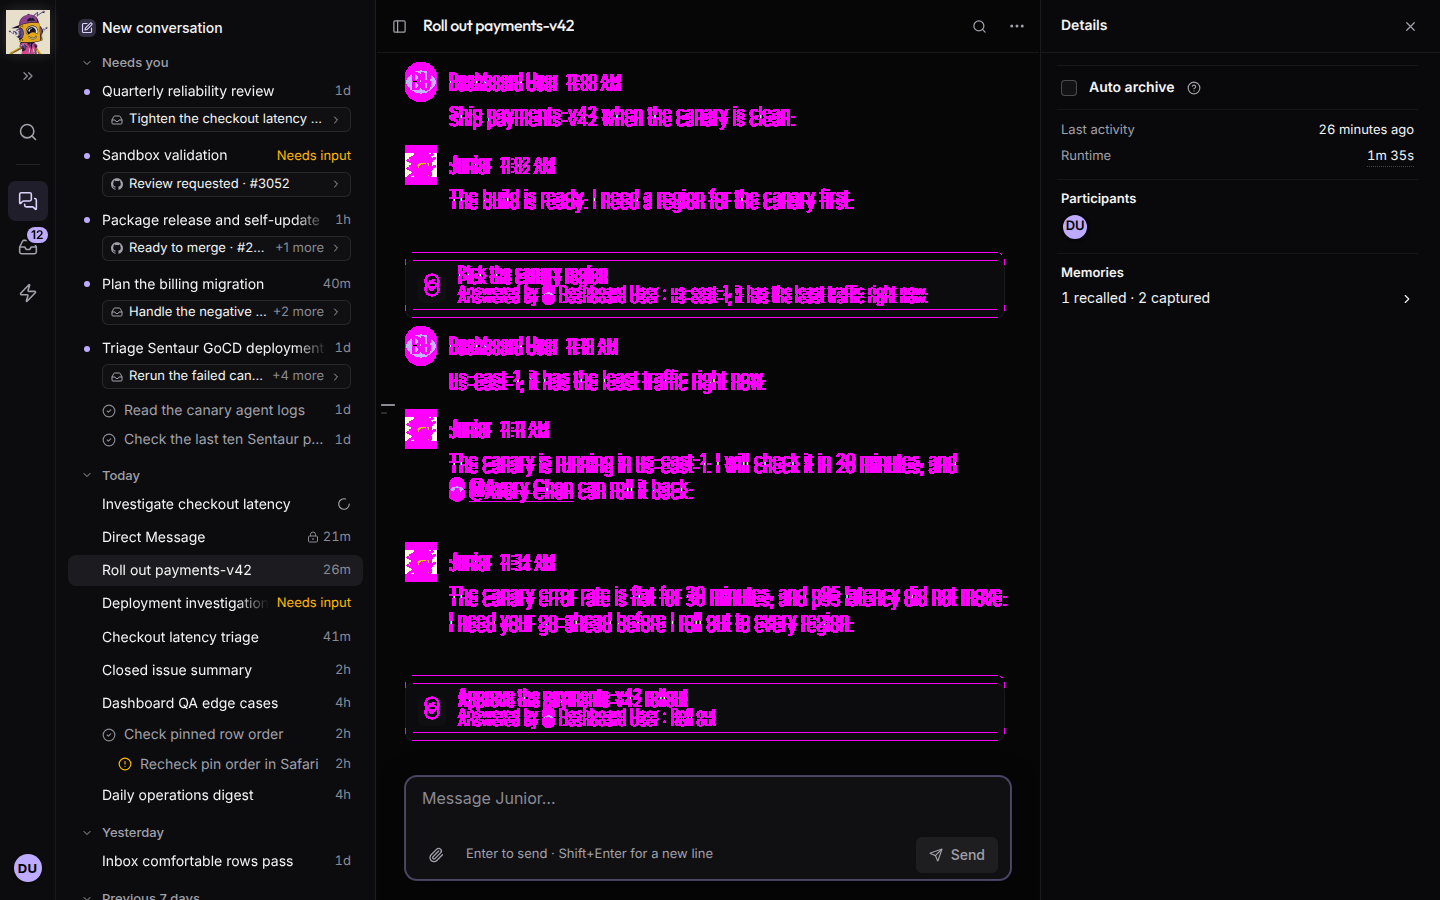 New conversation
Needs you
Quarterly reliability review 1d
Tighten the checkout latency ...
Sandbox validation Needs input
Review requested · #3052
Package release and self-update 1h
Ready to merge · #2... +1 more
Plan the billing migration 40m
Handle the negative ... +2 more
Triage Sentaur GoCD deployment 1d
Rerun the failed can... +4 more
Read the canary agent logs 1d
Check the last ten Sentaur p... 1d
Today
Investigate checkout latency
Direct Message 21m
Roll out payments-v42 26m
Deployment investigation Needs input
Checkout latency triage 41m
Closed issue summary 2h
Dashboard QA edge cases 4h
Check pinned row order 2h
Recheck pin order in Safari 2h
Daily operations digest 4h
Yesterday
Inbox comfortable rows pass 1d
Previous 7 days
12
DU
Roll out payments-v42
Dashboard User AM
Ship payments-v42 when the canary is clean.
Junior AM
The build is ready. I need a region for the canary first.
Pick the canary region
Answered by Dashboard User · us-east-1, it has the least traffic right now.
Dashboard User AM
us-east-1, it has the least traffic right now.
Junior 11:11 AM
The canary is running in us-east-1. I will check it in 20 minutes, and
@Avery Chen can roll it back.
Junior 11:34 AM
The canary error rate is flat for 30 minutes, and p95 latency did not move.
I need your go-ahead before I roll out to every region.
Approve the payments-v42 rollout
Answered by Dashboard User · Roll out
Message Junior...
Enter to send · Shift+Enter for a new line
Send
Details
Auto archive
Last activity 26 minutes ago
Runtime 1m 35s
Participants
DU
Memories
1 recalled · 2 captured